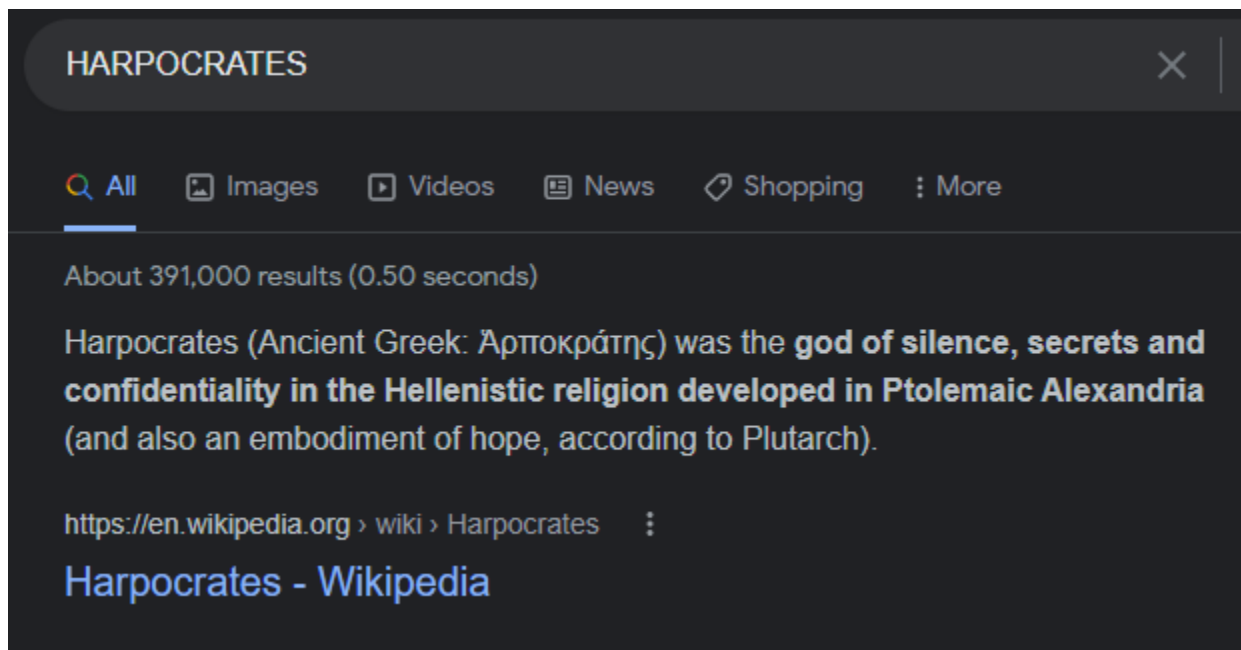 HARPOCRATES
All Images Videos News Shopping More
About 391,000 results (0.50 seconds)
Harpocrates (Ancient Greek: Ἁρποκράτης) was the god of silence, secrets and
confidentiality in the Hellenistic religion developed in Ptolemaic Alexandria
(and also an embodiment of hope, according to Plutarch).
https://en.wikipedia.org › wiki › Harpocrates
Harpocrates - Wikipedia